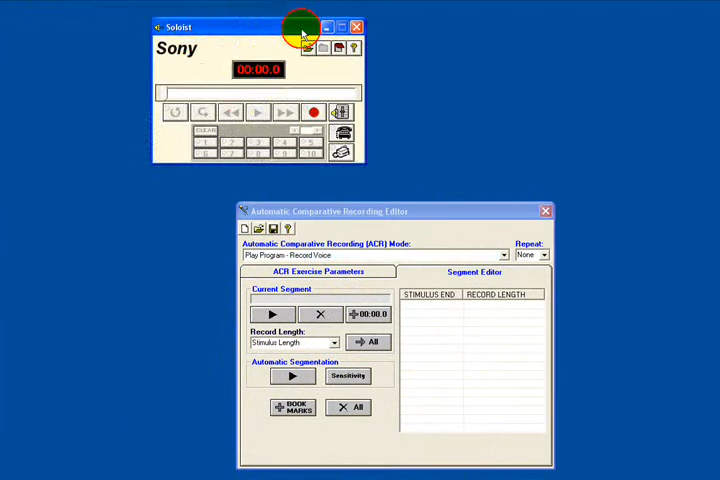 Soloist
Sony
00:00.0
CLEAR
1 2 3 4 5
6 7 8 9 10
Automatic Comparative Recording Editor
Automatic Comparative Recording (ACR) Mode:
Repeat:
Play Program - Record Voice
None
ACR Exercise Parameters
Segment Editor
Current Segment
00:00.0
Record Length:
Stimulus Length
All
Automatic Segmentation
Sensitivity
BOOK MARKS
All
STIMULUS END
RECORD LENGTH